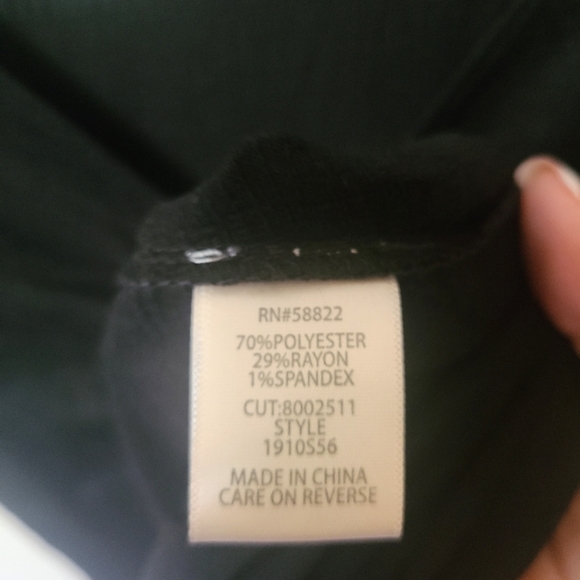 RN#58822
70%POLYESTER
29%RAYON
1%SPANDEX
CUT:8002511
STYLE
1910S56
MADE IN CHINA
CARE ON REVERSE